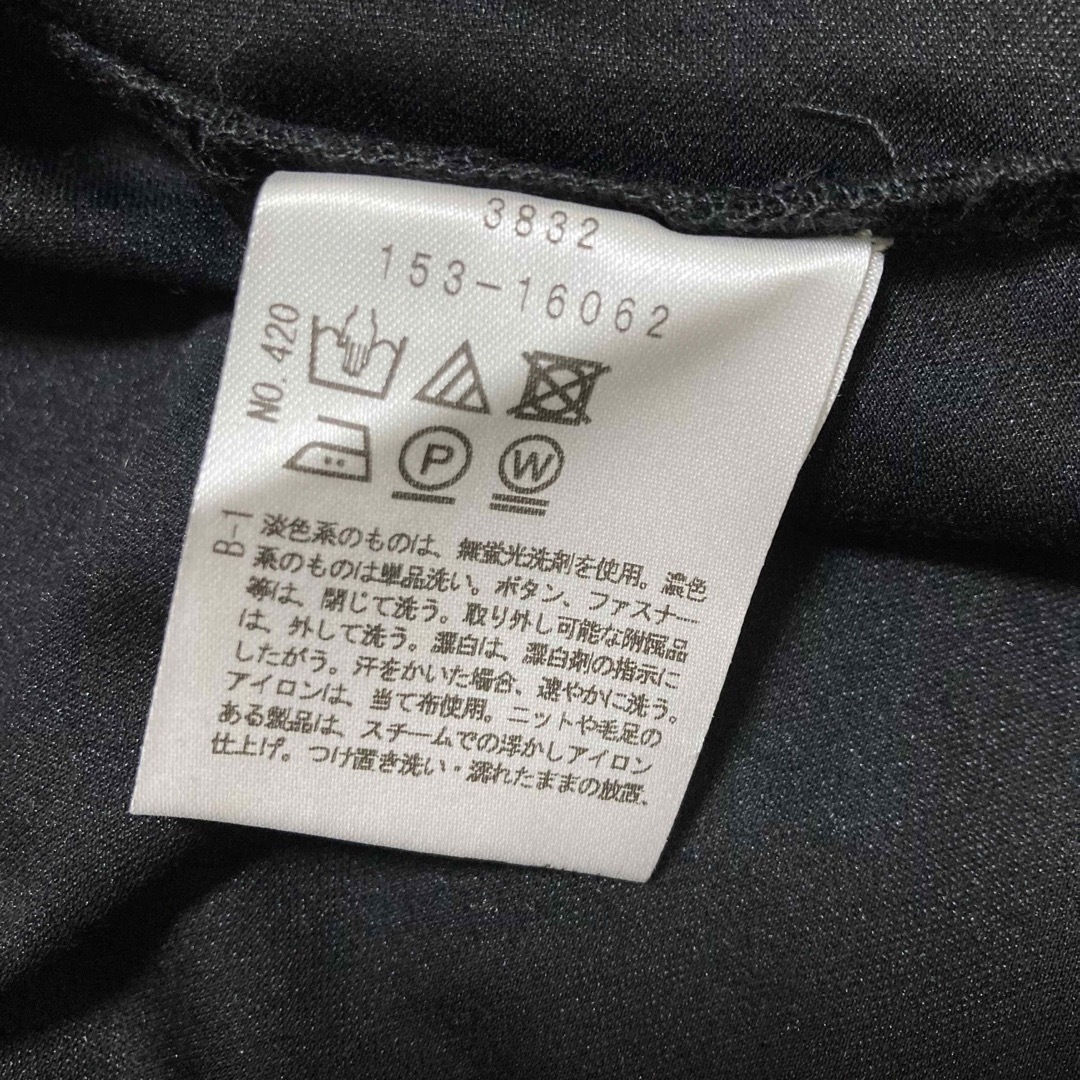 3832
153-16062
NO. 420
P W
B-1
淡色系のものは、無蛍光洗剤を使用。濃色
系のものは単品洗い。ボタン、ファスナー
等は、閉じて洗う。取り外し可能な附属品
は、外して洗う。漂白は、漂白剤の指示に
したがう。汗をかいた場合、速やかに洗う。
アイロンは、当て布使用。ニットや毛足の
ある製品は、スチームでの浮かしアイロン
仕上げ。つけ置き洗い・濡れたままの放置、